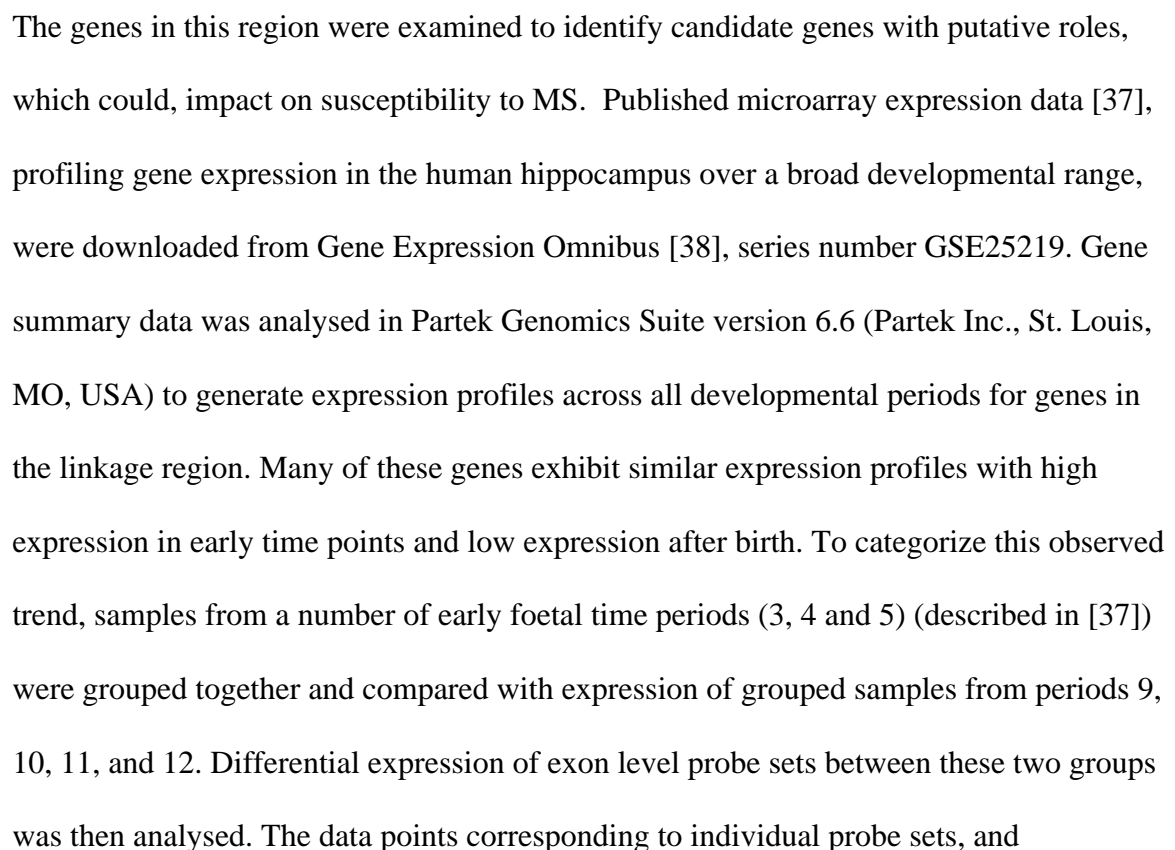 The genes in this region were examined to identify candidate genes with putative roles,
which could, impact on susceptibility to MS.  Published microarray expression data [37],
profiling gene expression in the human hippocampus over a broad developmental range,
were downloaded from Gene Expression Omnibus [38], series number GSE25219. Gene
summary data was analysed in Partek Genomics Suite version 6.6 (Partek Inc., St. Louis,
MO, USA) to generate expression profiles across all developmental periods for genes in
the linkage region. Many of these genes exhibit similar expression profiles with high
expression in early time points and low expression after birth. To categorize this observed
trend, samples from a number of early foetal time periods (3, 4 and 5) (described in [37])
were grouped together and compared with expression of grouped samples from periods 9,
10, 11, and 12. Differential expression of exon level probe sets between these two groups
was then analysed. The data points corresponding to individual probe sets, and